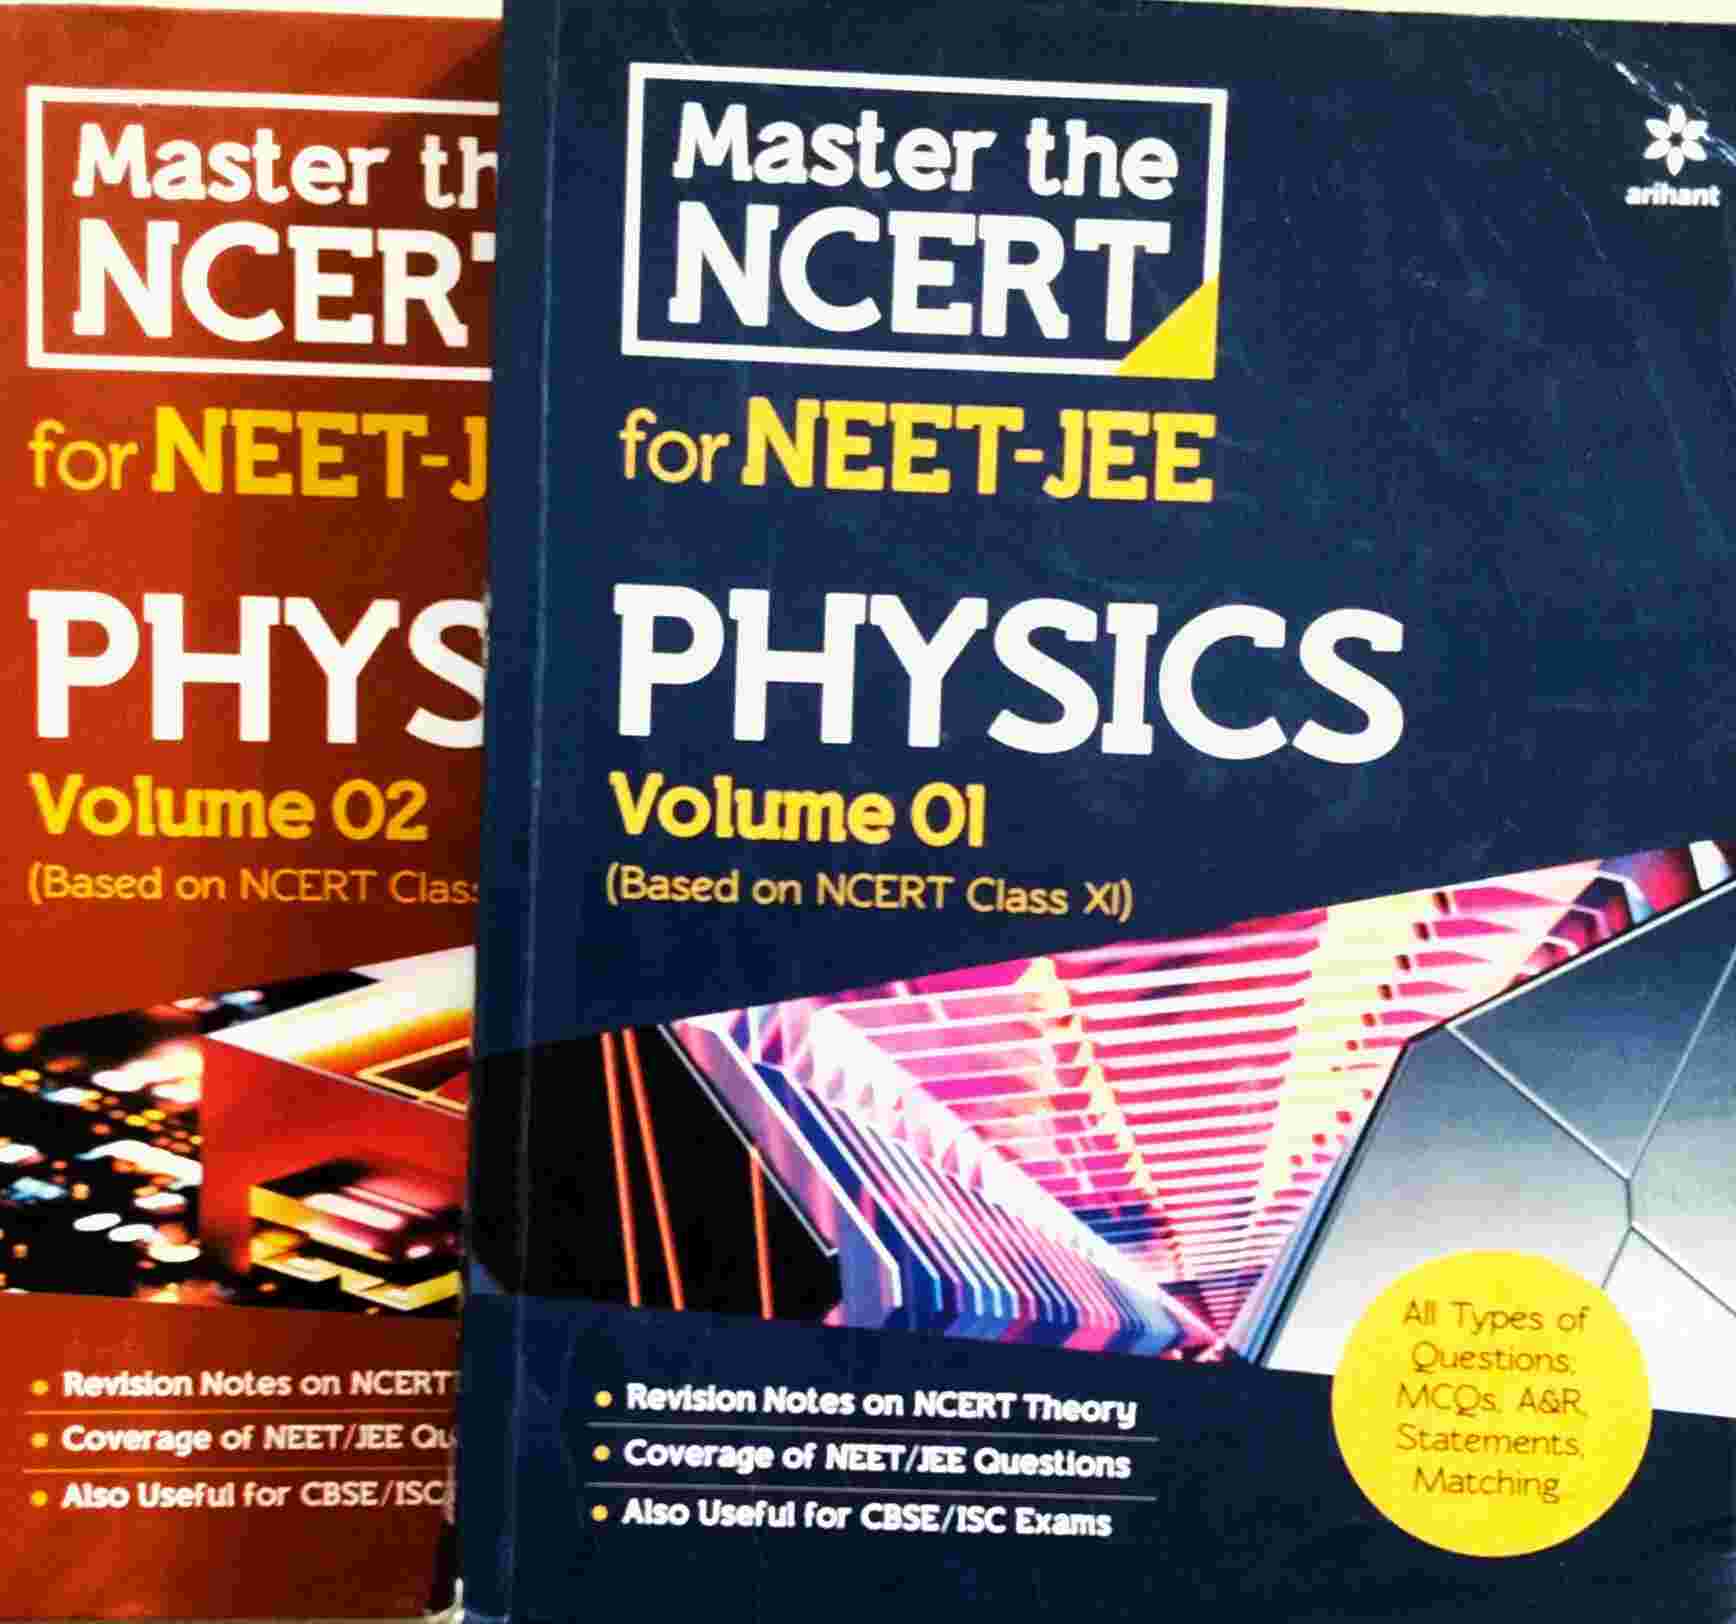 Master th
NCERT
for NEET-J
PHYS
Volume 02
(Based on NCERT Clas
Revision Notes on NCERT
Coverage of NEET/JEE Qu
Also Useful for CBSE/ISC
Master the
NCERT
for NEET-JEE
PHYSICS
Volume 01
(Based on NCERT Class XI)
arihant
Revision Notes on NCERT Theory
Coverage of NEET/JEE Questions
Also Useful for CBSE/ISC Exams
All Types of
Questions;
MCQs, A&R,
Statements,
Matching